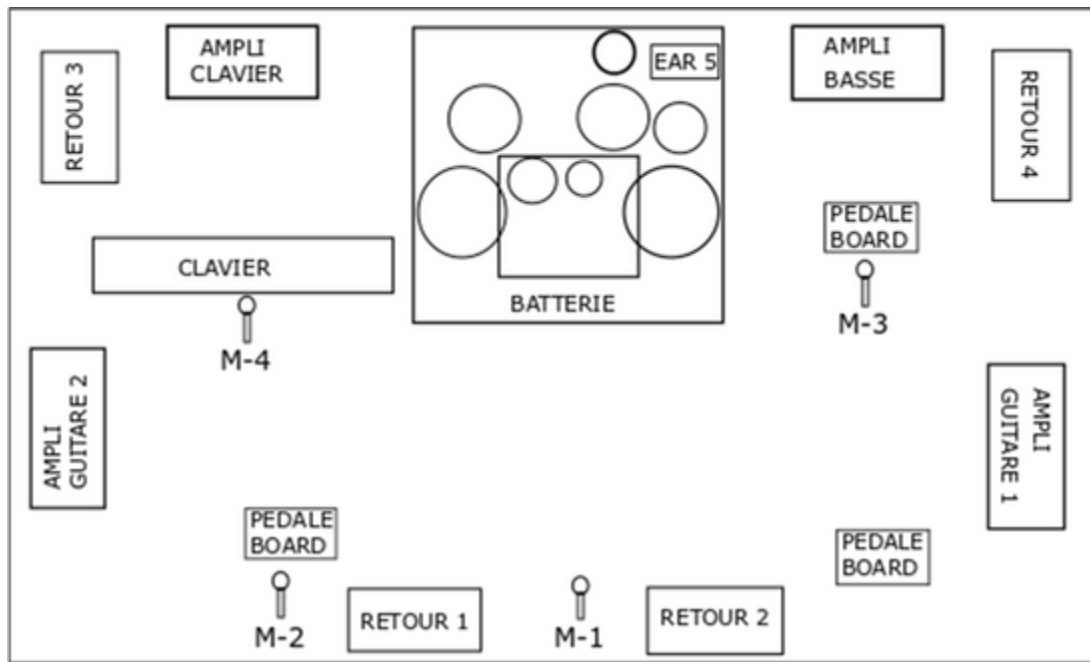 RETOUR 3
AMPLI
CLAVIER
EAR 5
AMPLI
BASSE
RETOUR 4
PEDALE
BOARD
CLAVIER
BATTERIE
M-3
M-4
AMPLI
GUITARE 2
AMPLI
GUITARE 1
PEDALE
BOARD
PEDALE
BOARD
RETOUR 1
RETOUR 2
M-2
M-1